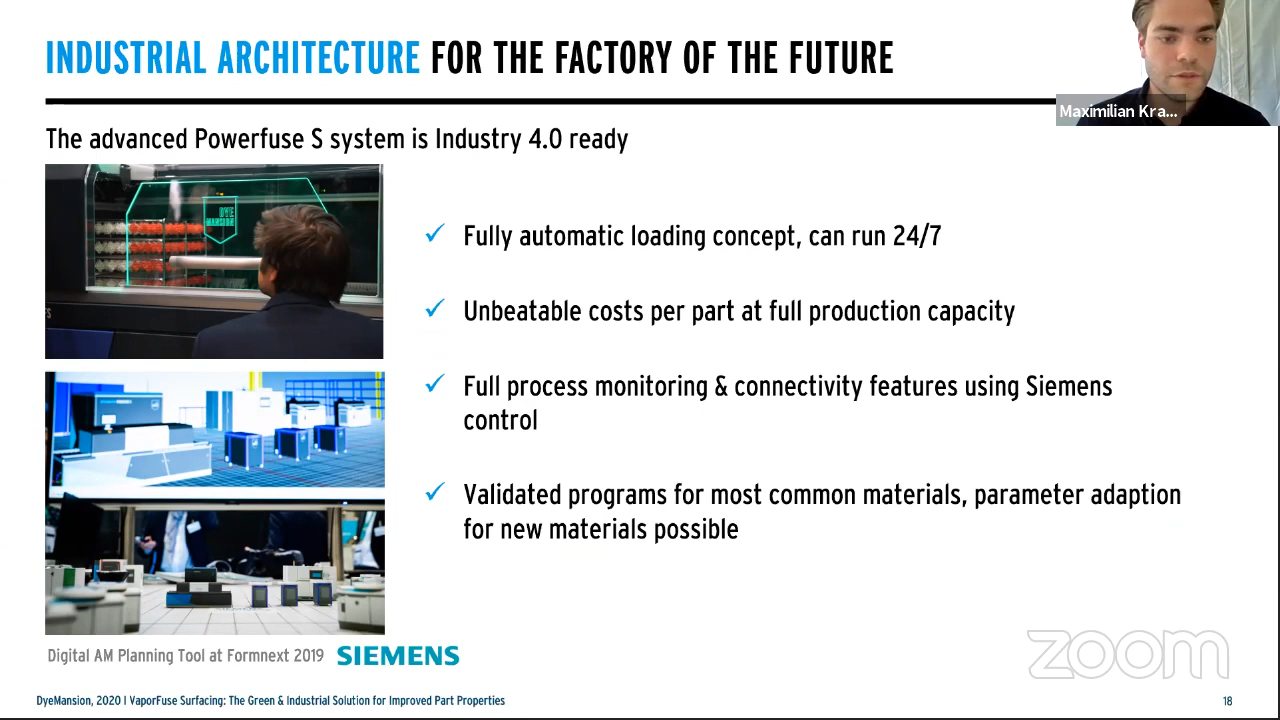 INDUSTRIAL ARCHITECTURE FOR THE FACTORY OF THE FUTURE
Maximilian Kra...
The advanced Powerfuse S system is Industry 4.0 ready
DYE
MANSION
✓ Fully automatic loading concept, can run 24/7
✓ Unbeatable costs per part at full production capacity
✓ Full process monitoring & connectivity features using Siemens
control
✓ Validated programs for most common materials, parameter adaption
for new materials possible
Digital AM Planning Tool at Formnext 2019 SIEMENS
zoom
DyeMansion, 2020 I VaporFuse Surfacing: The Green & Industrial Solution for Improved Part Properties
18